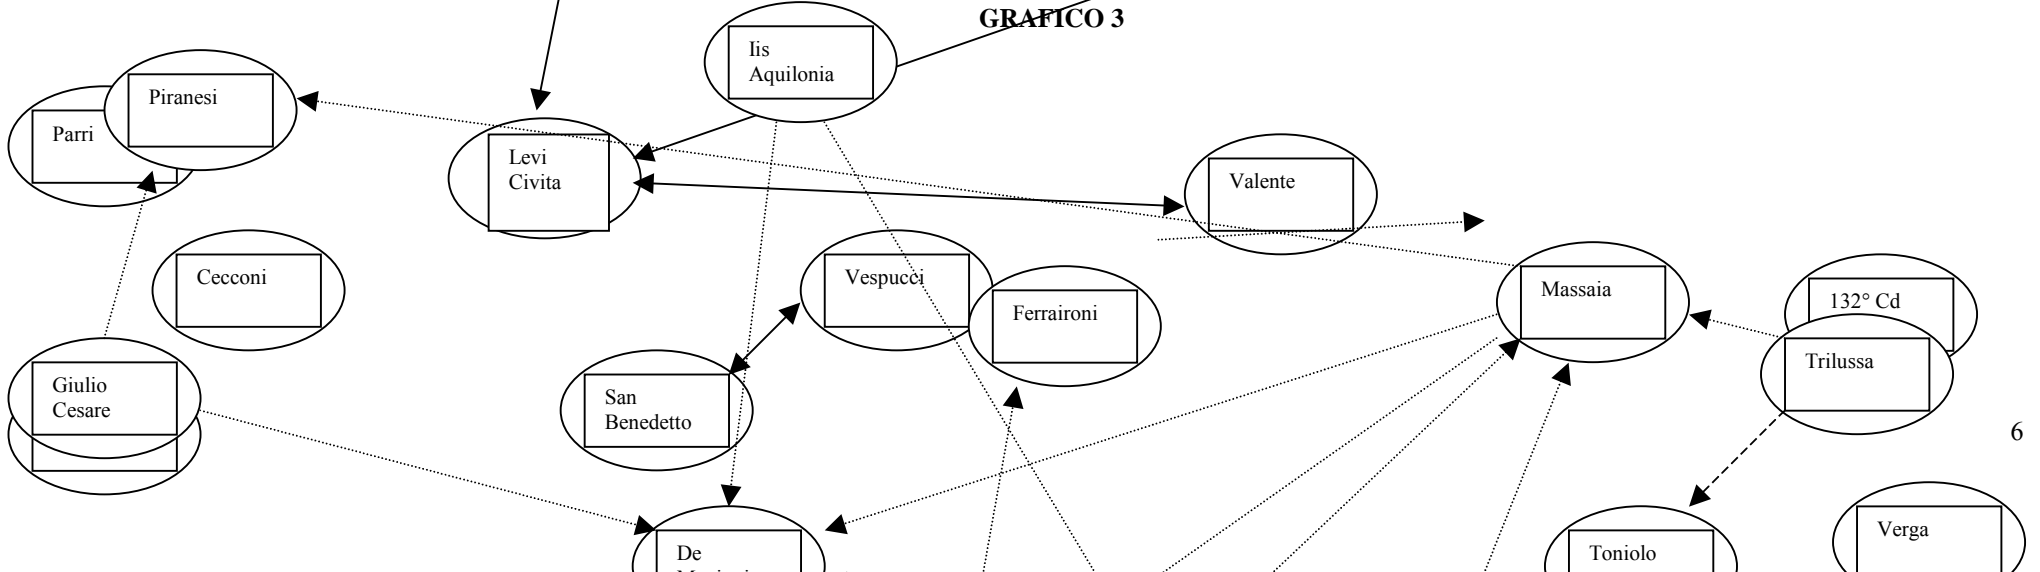 GRAFICO 3
Iis
Aquilonia
Piranesi
Parri
Levi
Civita
Valente
Cecconi
Vespucci
Massaia
132° Cd
Ferraironi
Trilussa
Giulio
Cesare
San
Benedetto
6
Verga
De
Toniolo